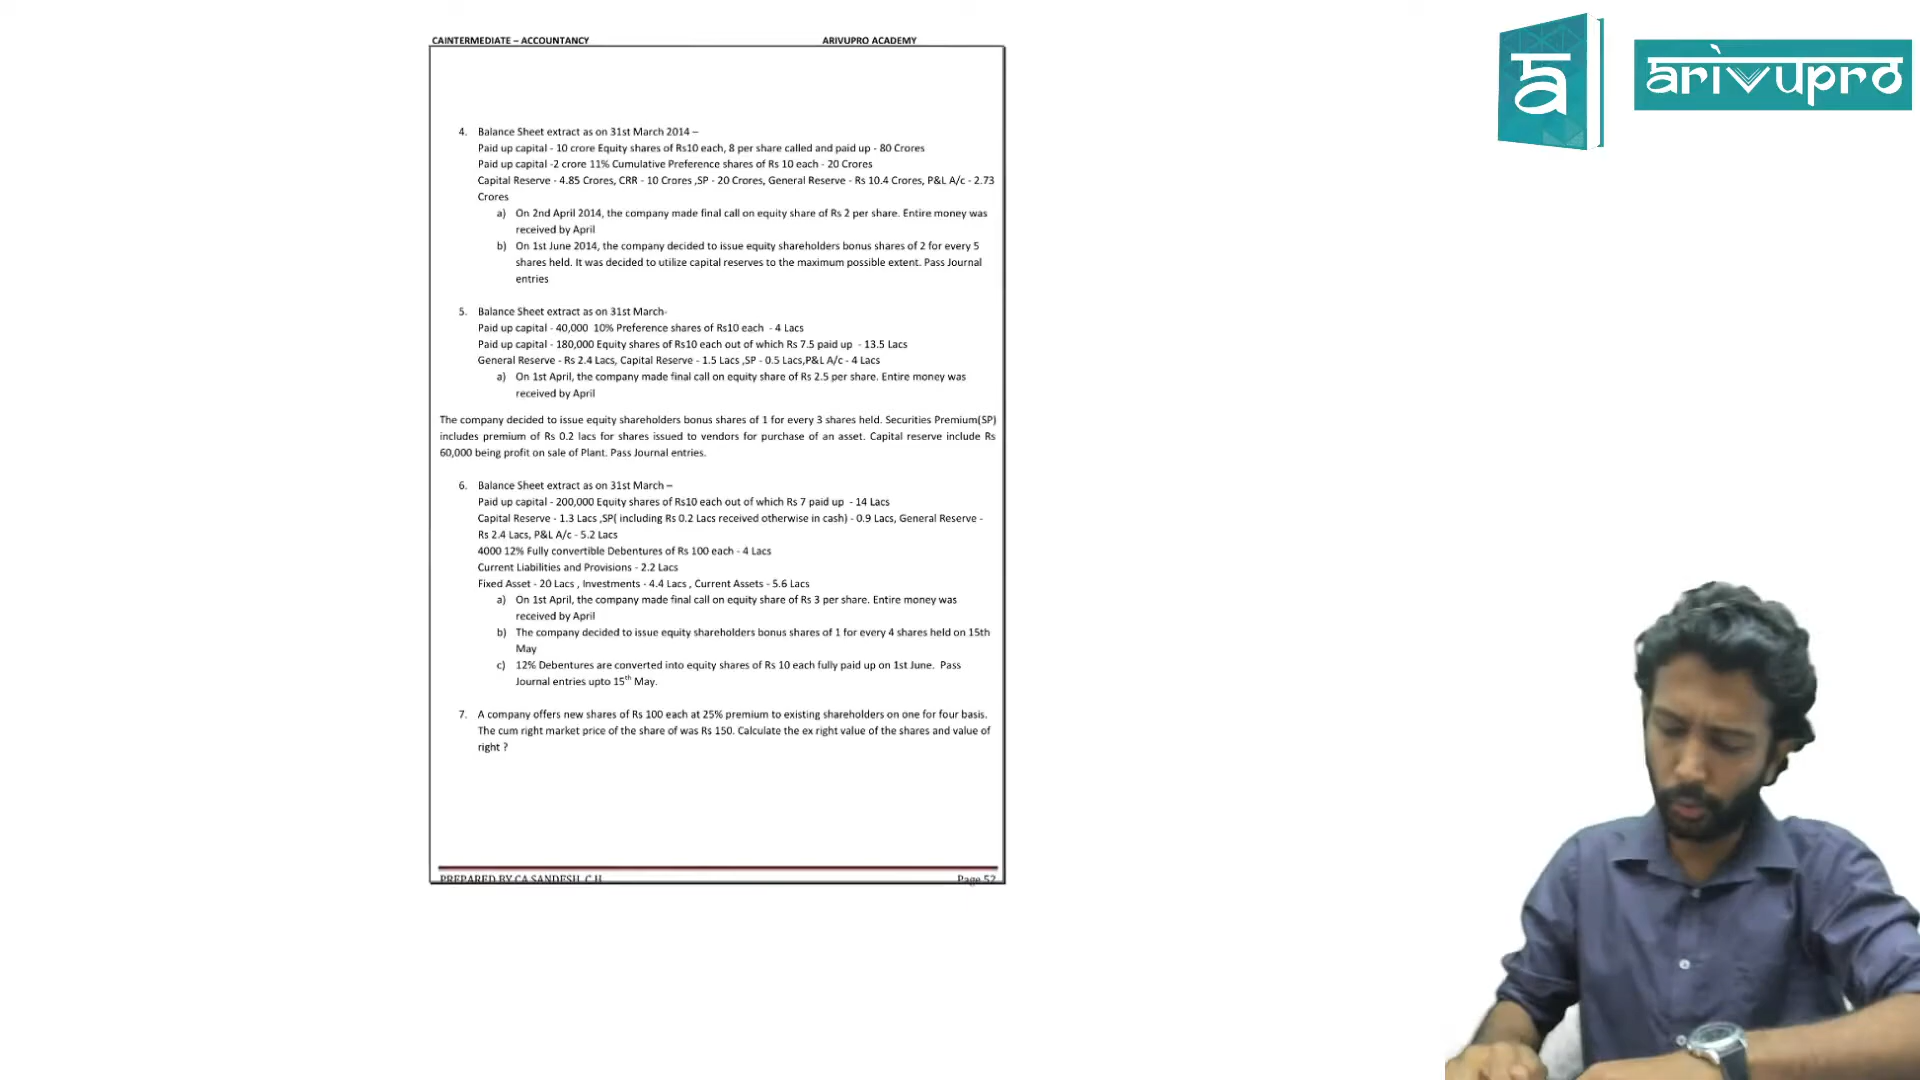 CAINTERMEDIATE – ACCOUNTANCY ARIVUPRO ACADEMY
arivupro
4. Balance Sheet extract as on 31st March 2014 –
Paid up capital - 10 crore Equity shares of Rs10 each, 8 per share called and paid up - 80 Crores
Paid up capital -2 crore 11% Cumulative Preference shares of Rs 10 each - 20 Crores
Capital Reserve - 4.85 Crores, CRR - 10 Crores ,SP - 20 Crores, General Reserve - Rs 10.4 Crores, P&L A/c - 2.73
Crores
a) On 2nd April 2014, the company made final call on equity share of Rs 2 per share. Entire money was
received by April
b) On 1st June 2014, the company decided to issue equity shareholders bonus shares of 2 for every 5
shares held. It was decided to utilize capital reserves to the maximum possible extent. Pass Journal
entries
5. Balance Sheet extract as on 31st March-
Paid up capital - 40,000 10% Preference shares of Rs10 each - 4 Lacs
Paid up capital - 180,000 Equity shares of Rs10 each out of which Rs 7.5 paid up - 13.5 Lacs
General Reserve - Rs 2.4 Lacs, Capital Reserve - 1.5 Lacs ,SP - 0.5 Lacs,P&L A/c - 4 Lacs
a) On 1st April, the company made final call on equity share of Rs 2.5 per share. Entire money was
received by April
The company decided to issue equity shareholders bonus shares of 1 for every 3 shares held. Securities Premium(SP)
includes premium of Rs 0.2 lacs for shares issued to vendors for purchase of an asset. Capital reserve include Rs
60,000 being profit on sale of Plant. Pass Journal entries.
6. Balance Sheet extract as on 31st March –
Paid up capital - 200,000 Equity shares of Rs10 each out of which Rs 7 paid up - 14 Lacs
Capital Reserve - 1.3 Lacs ,SP( including Rs 0.2 Lacs received otherwise in cash) - 0.9 Lacs, General Reserve -
Rs 2.4 Lacs, P&L A/c - 5.2 Lacs
4000 12% Fully convertible Debentures of Rs 100 each - 4 Lacs
Current Liabilities and Provisions - 2.2 Lacs
Fixed Asset - 20 Lacs , Investments - 4.4 Lacs , Current Assets - 5.6 Lacs
a) On 1st April, the company made final call on equity share of Rs 3 per share. Entire money was
received by April
b) The company decided to issue equity shareholders bonus shares of 1 for every 4 shares held on 15th
May
c) 12% Debentures are converted into equity shares of Rs 10 each fully paid up on 1st June. Pass
Journal entries upto 15th May.
7. A company offers new shares of Rs 100 each at 25% premium to existing shareholders on one for four basis.
The cum right market price of the share of was Rs 150. Calculate the ex right value of the shares and value of
right ?
PREPARED BY CA SANDESH .C.H Page 52